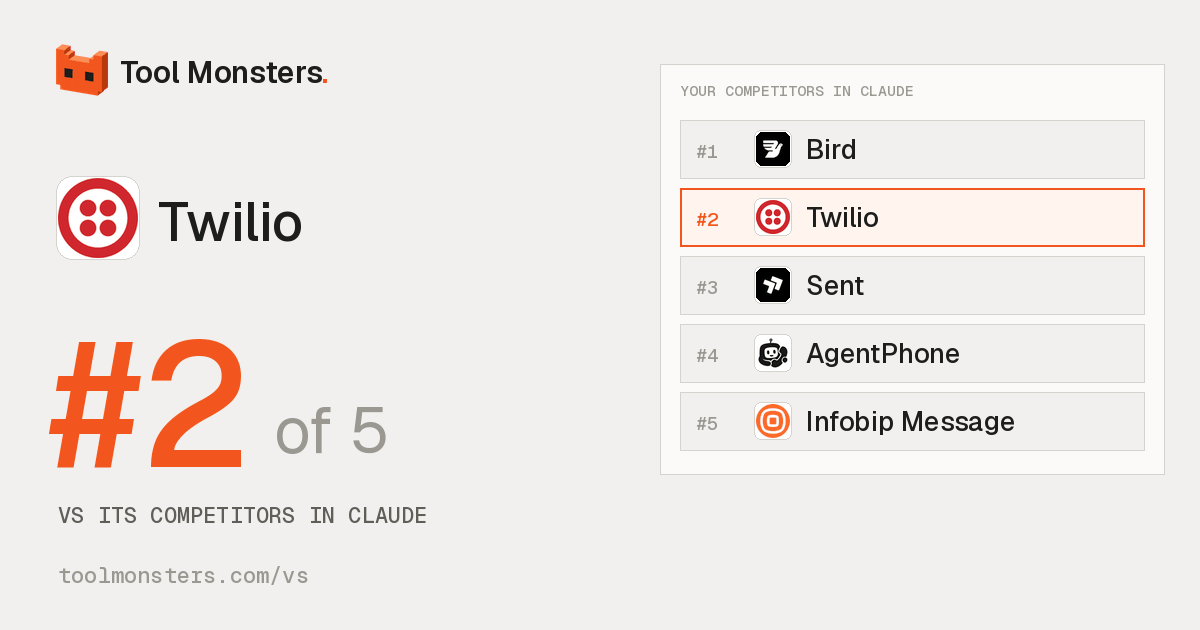 Tool Monsters.
Twilio
#2 of 5
VS ITS COMPETITORS IN CLAUDE
toolmonsters.com/vs
YOUR COMPETITORS IN CLAUDE
#1 Bird
#2 Twilio
#3 Sent
#4 AgentPhone
#5 Infobip Message